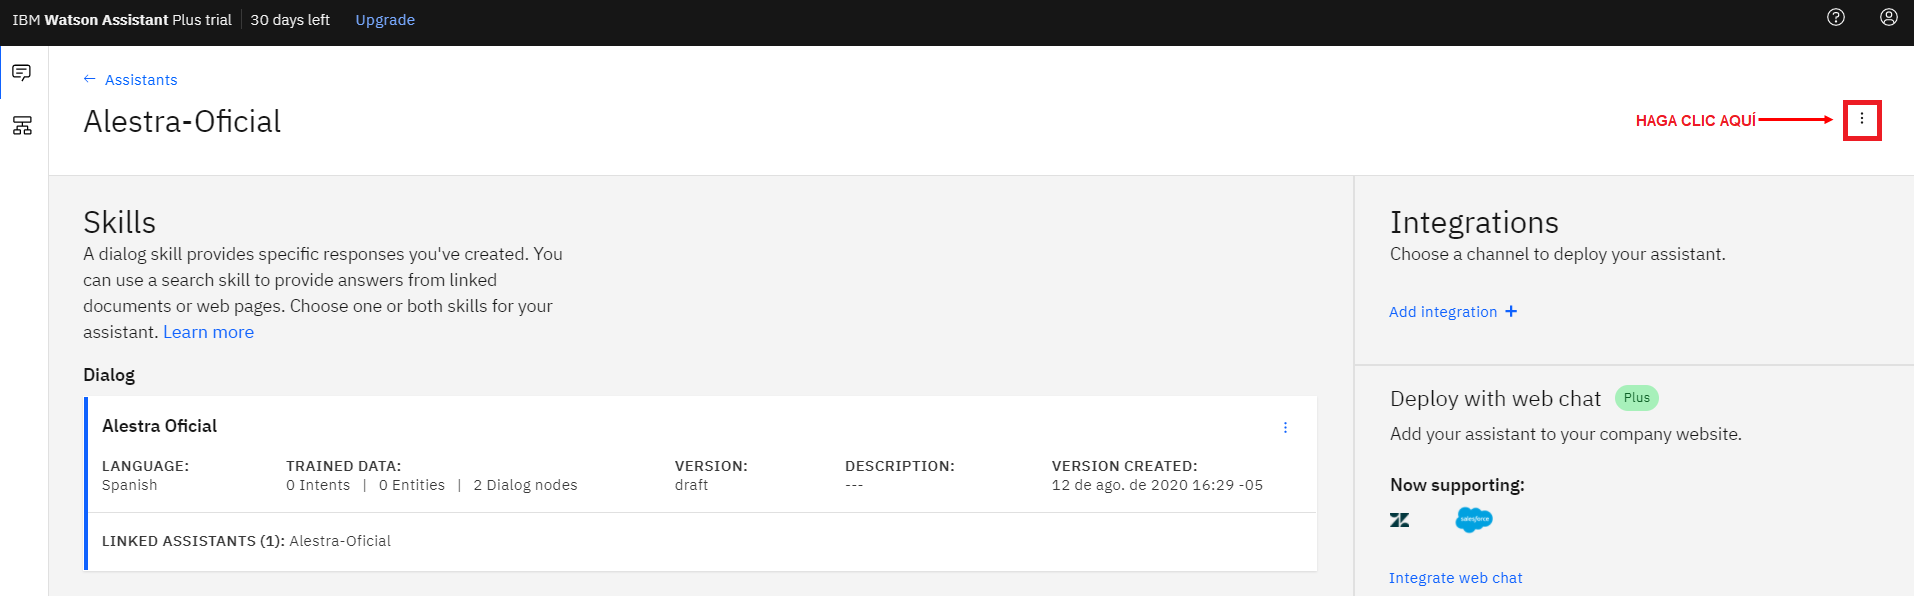 IBM Watson Assistant Plus trial 30 days left Upgrade
← Assistants
Alestra-Oficial
HAGA CLIC AQUÍ
Skills
A dialog skill provides specific responses you've created. You
can use a search skill to provide answers from linked
documents or web pages. Choose one or both skills for your
assistant. Learn more
Dialog
Alestra Oficial
LANGUAGE: TRAINED DATA: VERSION: DESCRIPTION: VERSION CREATED:
Spanish 0 Intents | 0 Entities | 2 Dialog nodes draft --- 12 de ago. de 2020 16:29 -05
LINKED ASSISTANTS (1): Alestra-Oficial
Integrations
Choose a channel to deploy your assistant.
Add integration +
Deploy with web chat Plus
Add your assistant to your company website.
Now supporting:
salesforce
Integrate web chat